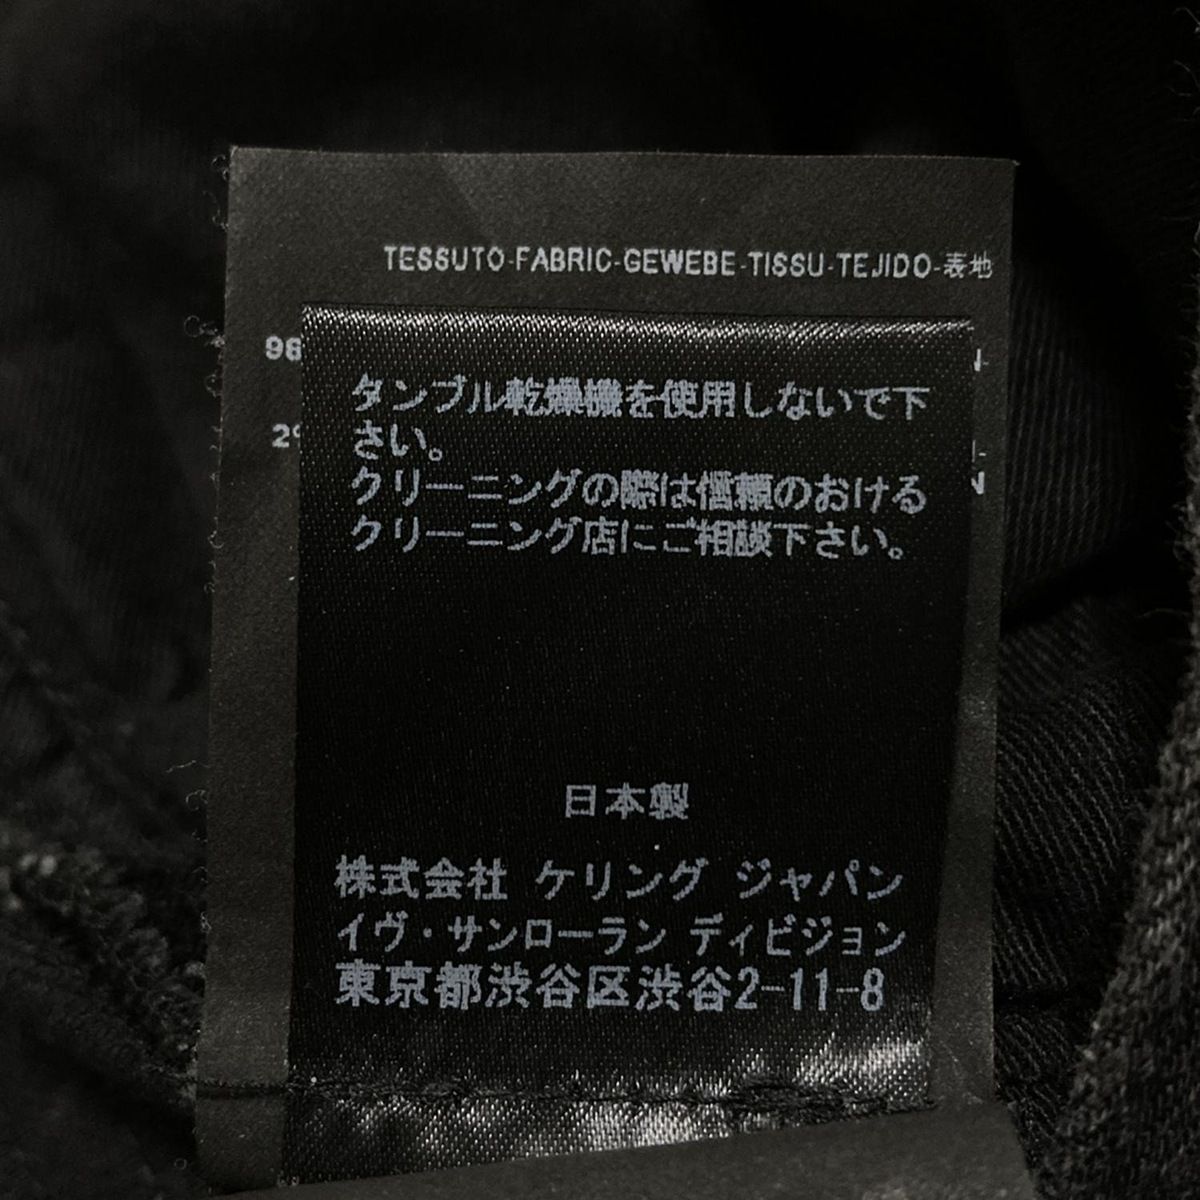 TESSUTO-FABRIC-GEWEBE-TISSU-TEJIDO-表地
98
タンブル乾燥機を使用しないで下
さい。
クリーニングの際は信頼のおける
クリーニング店にご相談下さい。
日本製
株式会社 ケリング ジャパン
イヴ・サンローラン ディビジョン
東京都渋谷区渋谷2-11-8